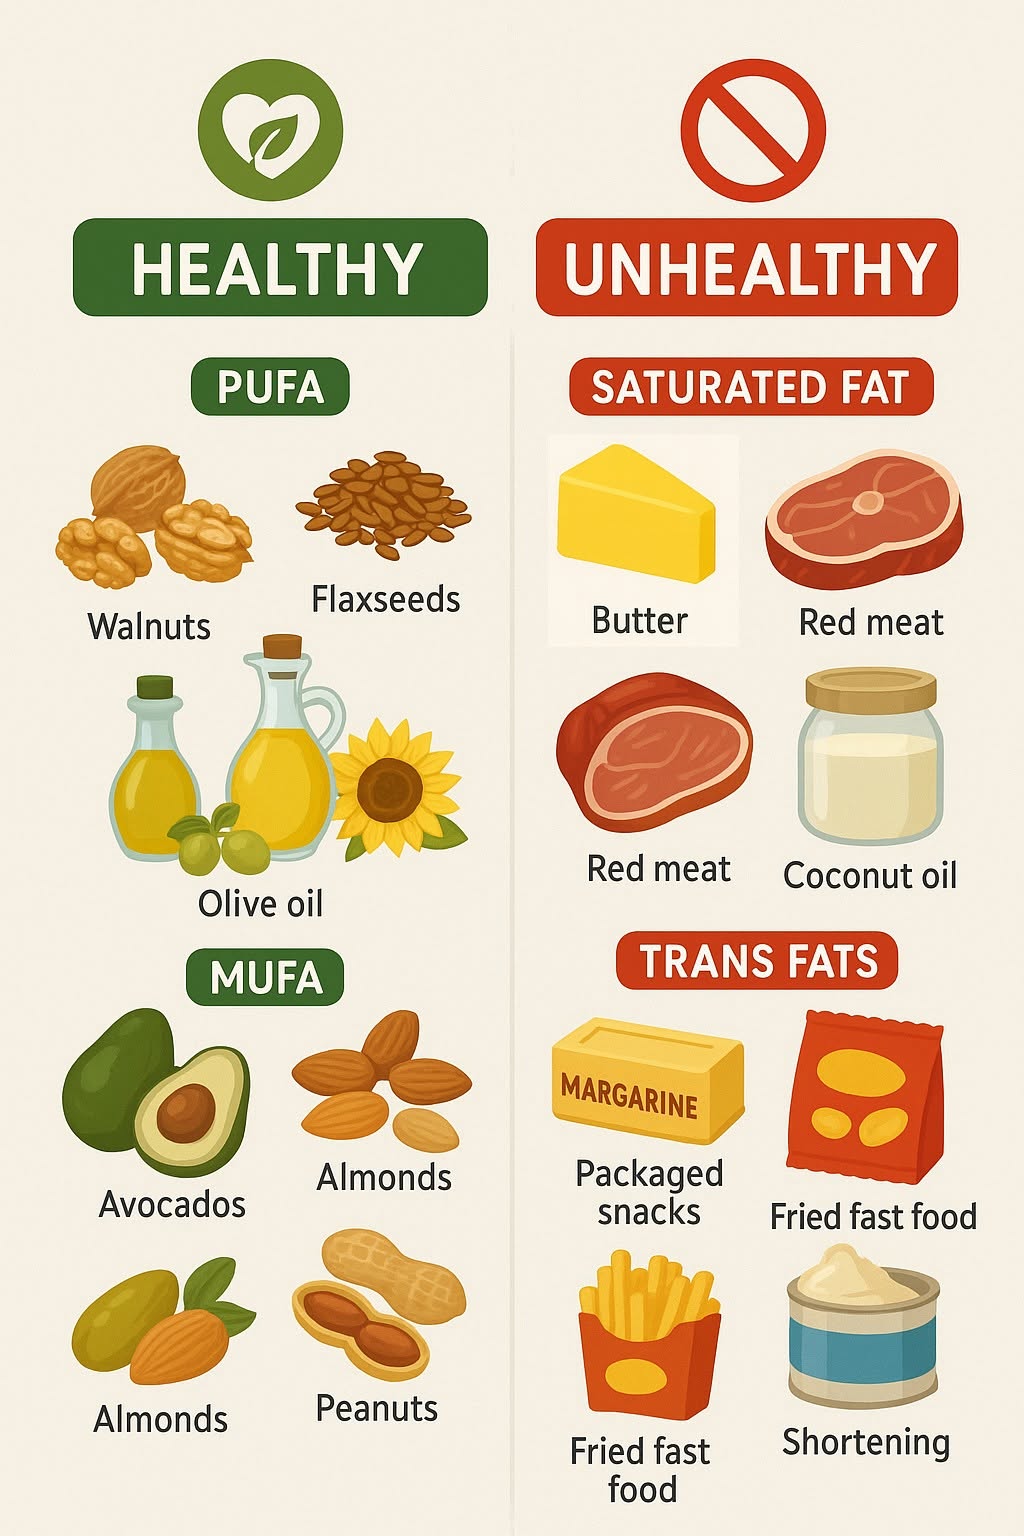 HEALTHY
PUFA
Walnuts
Flaxseeds
Olive oil
MUFA
Avocados
Almonds
Almonds
Peanuts
UNHEALTHY
SATURATED FAT
Butter
Red meat
Red meat
Coconut oil
TRANS FATS
MARGARINE
Packaged
snacks
Fried fast food
Fried fast
food
Shortening